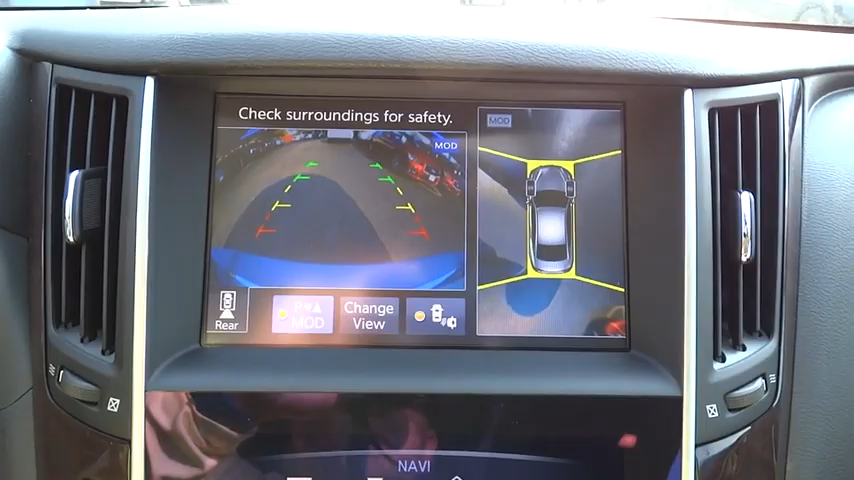 Check surroundings for safety.
MOD
MOD
Rear
P MOD
Change
View
NAVI